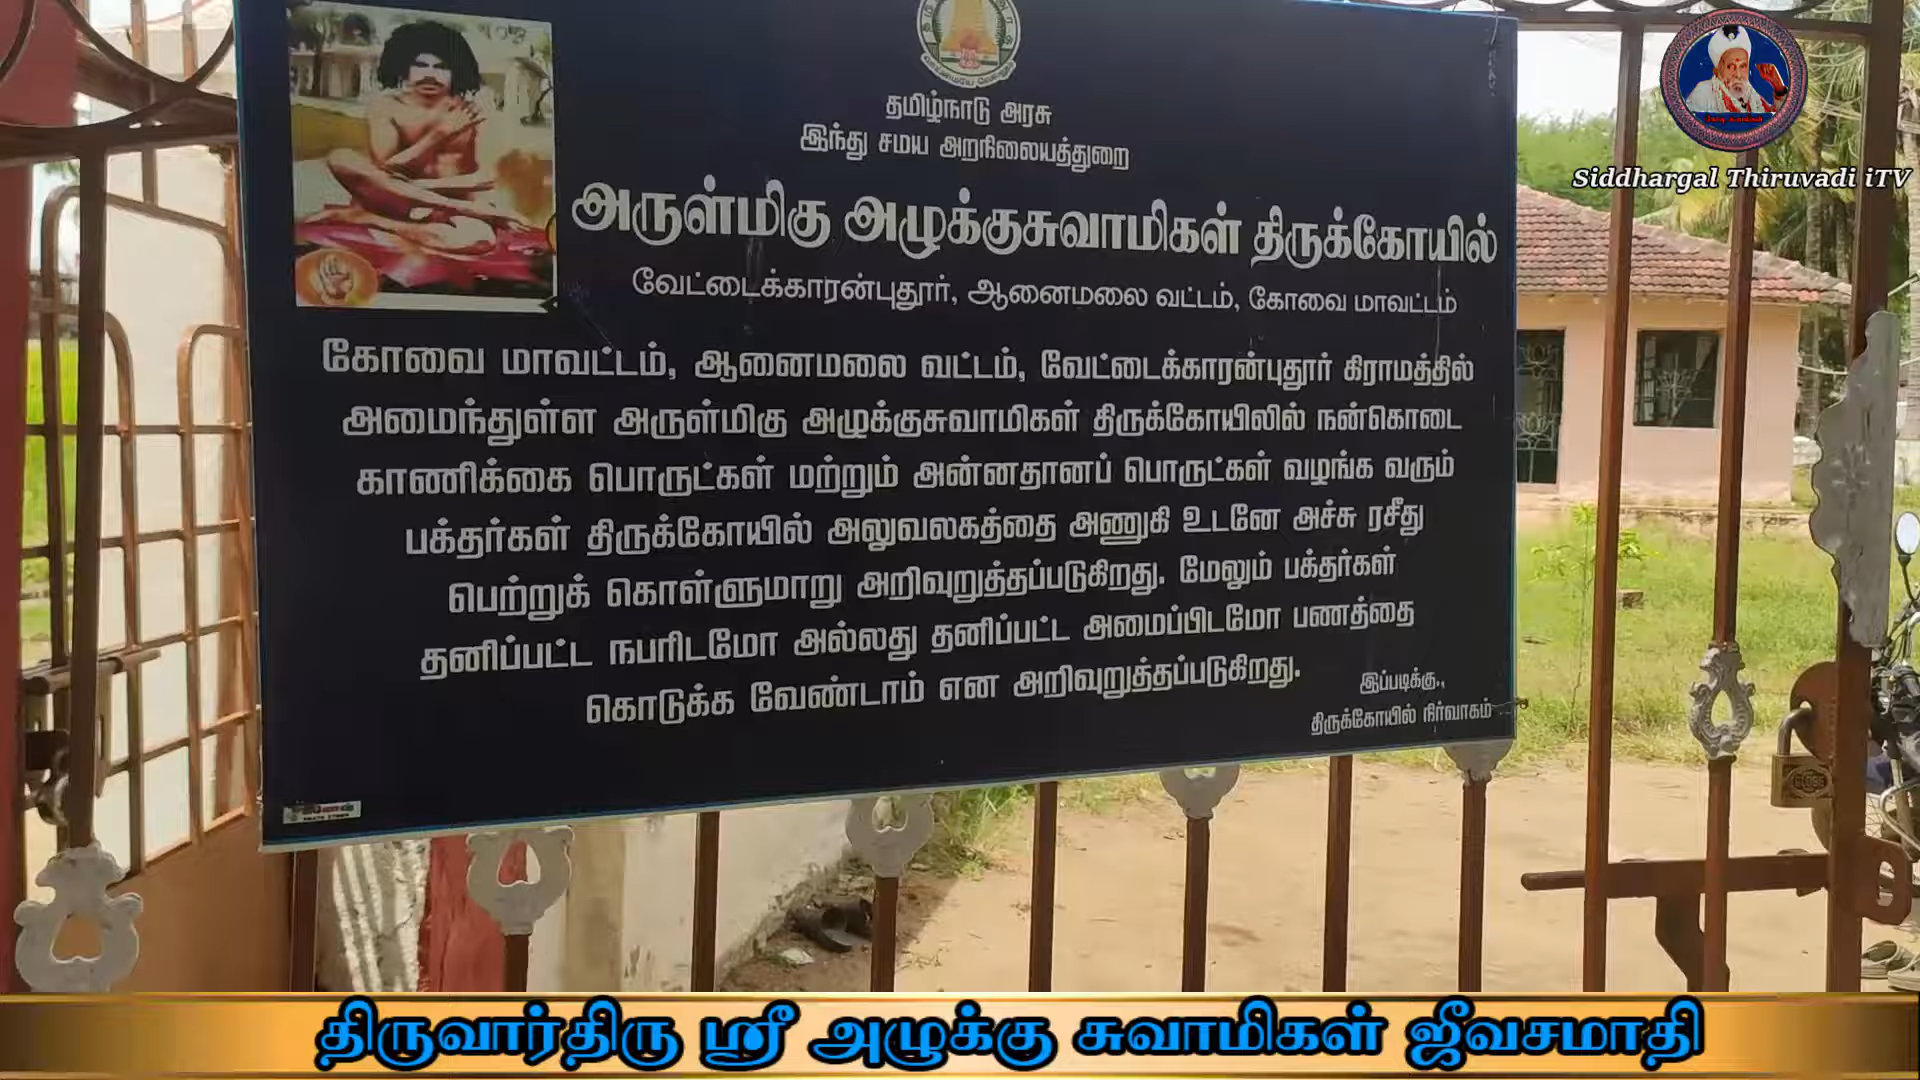 தமிழ்நாடு அரசு
இந்து சமய அறநிலையத்துறை
அருள்மிகு அழுக்குசுவாமிகள் திருக்கோயில்
வேட்டைக்காரன்புதூர், ஆனைமலை வட்டம், கோவை மாவட்டம்
கோவை மாவட்டம், ஆனைமலை வட்டம், வேட்டைக்காரன்புதூர் கிராமத்தில்
அமைந்துள்ள அருள்மிகு அழுக்குசுவாமிகள் திருக்கோயிலில் நன்கொடை
காணிக்கை பொருட்கள் மற்றும் அன்னதானப் பொருட்கள் வழங்க வரும்
பக்தர்கள் திருக்கோயில் அலுவலகத்தை அணுகி உடனே அச்சு ரசீது
பெற்றுக் கொள்ளுமாறு அறிவுறுத்தப்படுகிறது. மேலும் பக்தர்கள்
தனிப்பட்ட நபரிடமோ அல்லது தனிப்பட்ட அமைப்பிடமோ பணத்தை
கொடுக்க வேண்டாம் என அறிவுறுத்தப்படுகிறது.
இப்படிக்கு.,
திருக்கோயில் நிர்வாகம்
Siddhargal Thiruvadi iTV
GLOBE
திருவார்திரு ஸ்ரீ அழுக்கு சுவாமிகள் ஜீவசமாதி